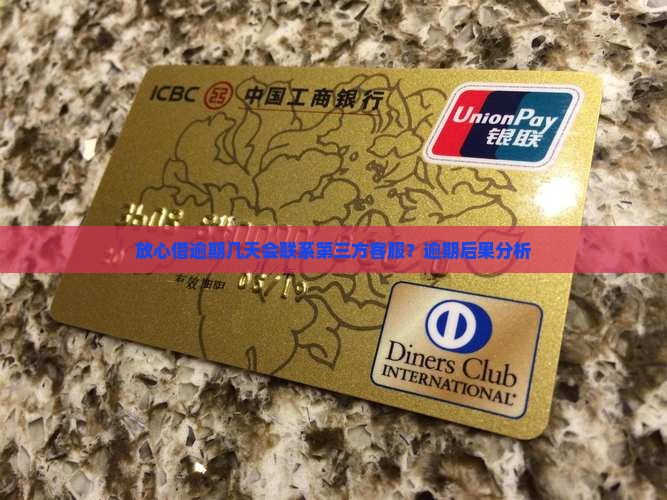 ICBC 中国工商银行
UnionPay
银联
放心借逾期几天会联系第三方客服？逾期后果分析
Diners Club
INTERNATIONAL